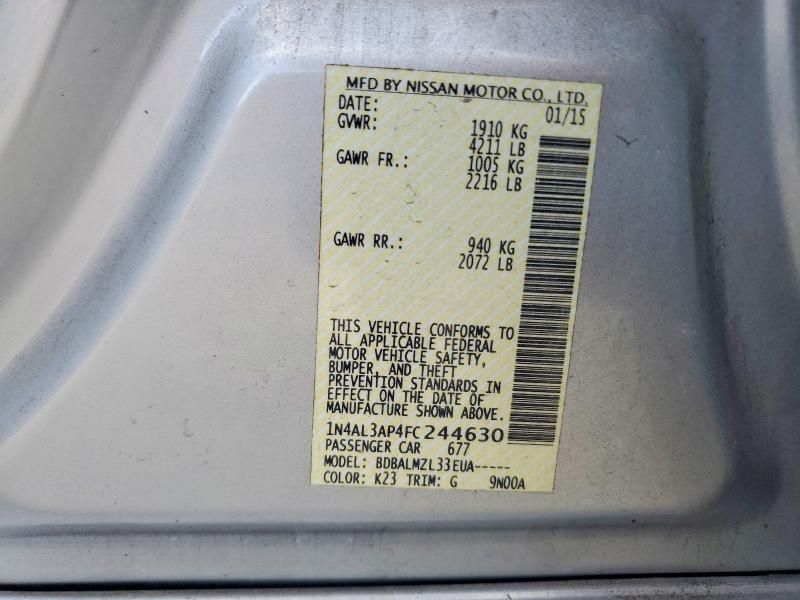 MFD BY NISSAN MOTOR CO., LTD.
DATE: 01/15
GVWR: 1910 KG
4211 LB
GAWR FR.: 1005 KG
2216 LB
GAWR RR.: 940 KG
2072 LB
THIS VEHICLE CONFORMS TO
ALL APPLICABLE FEDERAL
MOTOR VEHICLE SAFETY,
BUMPER, AND THEFT
PREVENTION STANDARDS IN
EFFECT ON THE DATE OF
MANUFACTURE SHOWN ABOVE.
1N4AL3AP4FC244630
PASSENGER CAR 677
MODEL: BDBALMZL33EUA-----
COLOR: K23 TRIM: G 9N00A